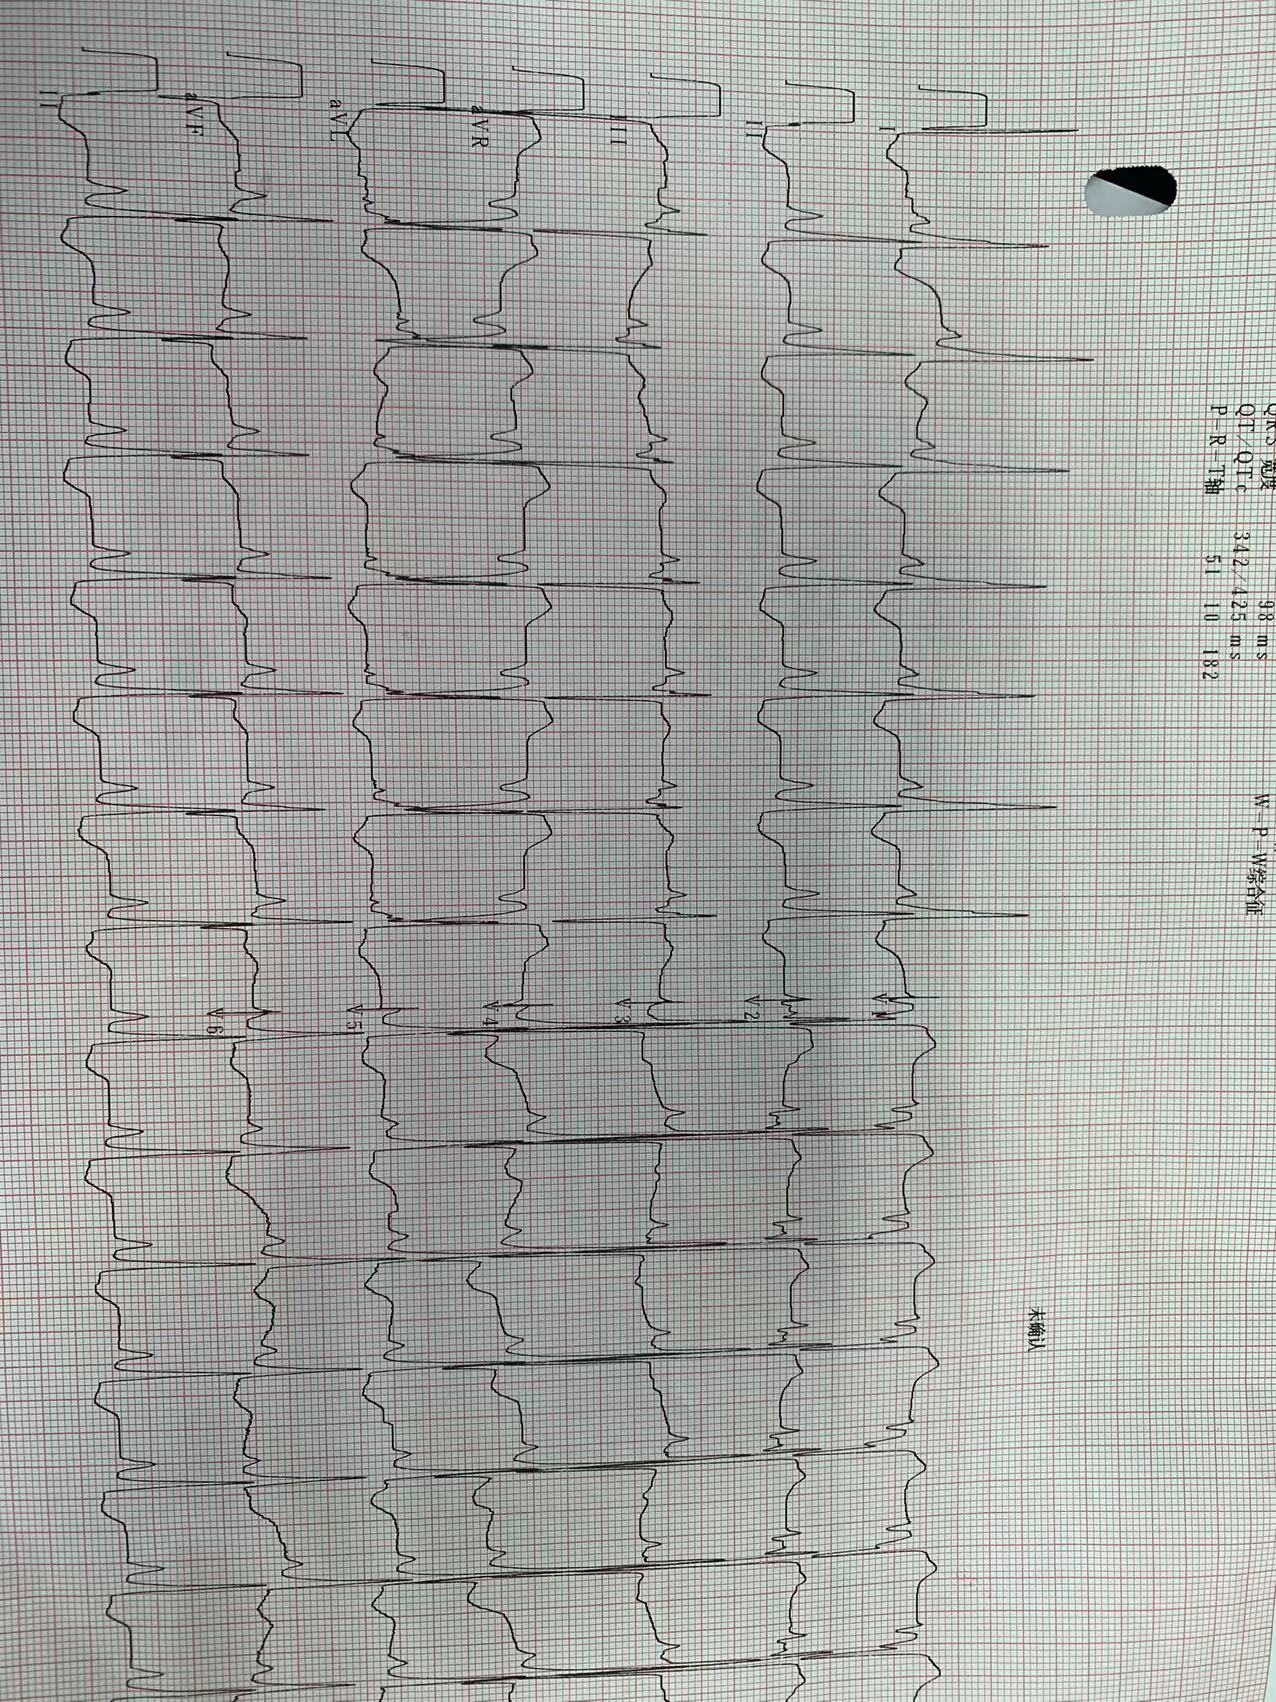 QRS 宽度 98 ms
QT/QTc 342/425 ms
P-R-T轴 51 10 182
W-P-W综合征
未确认
I
II
III
aVR
aVL
aVF
II
V2
V3
V4
V5
V6